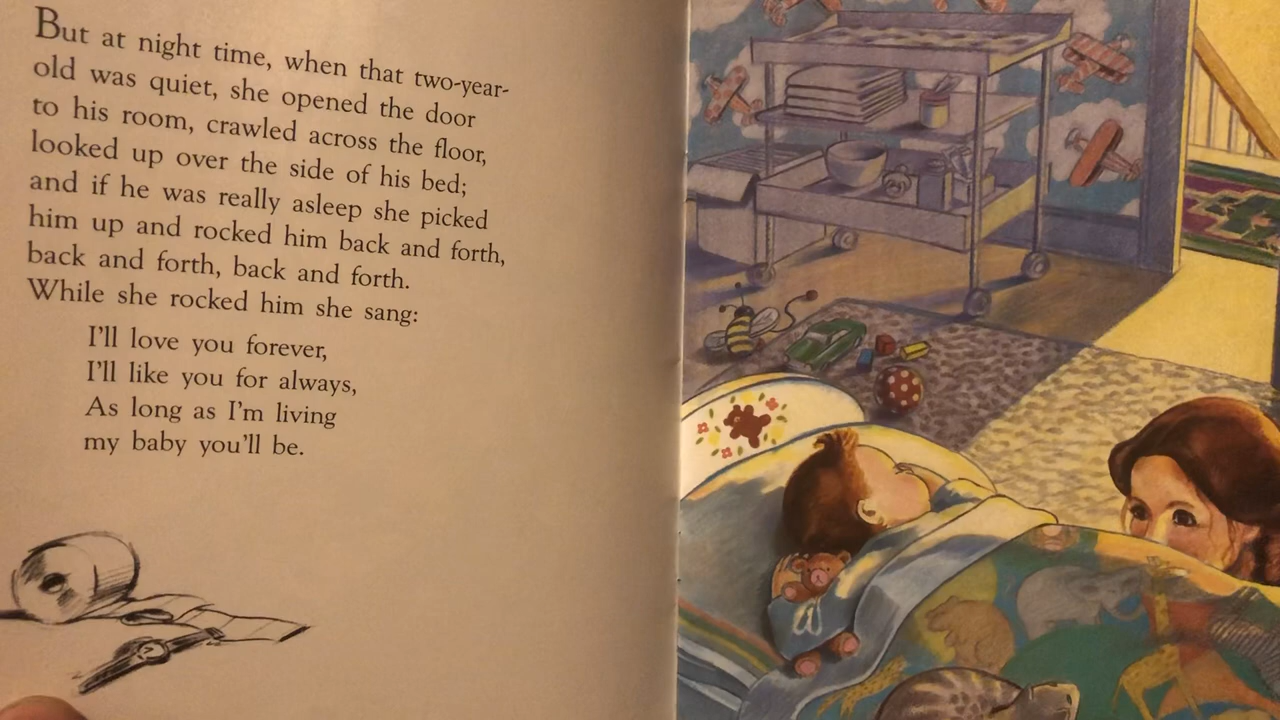 But at night time, when that two-year-
old was quiet, she opened the door
to his room, crawled across the floor,
looked up over the side of his bed;
and if he was really asleep she picked
him up and rocked him back and forth,
back and forth, back and forth.
While she rocked him she sang:
I'll love you forever,
I'll like you for always,
As long as I'm living
my baby you'll be.